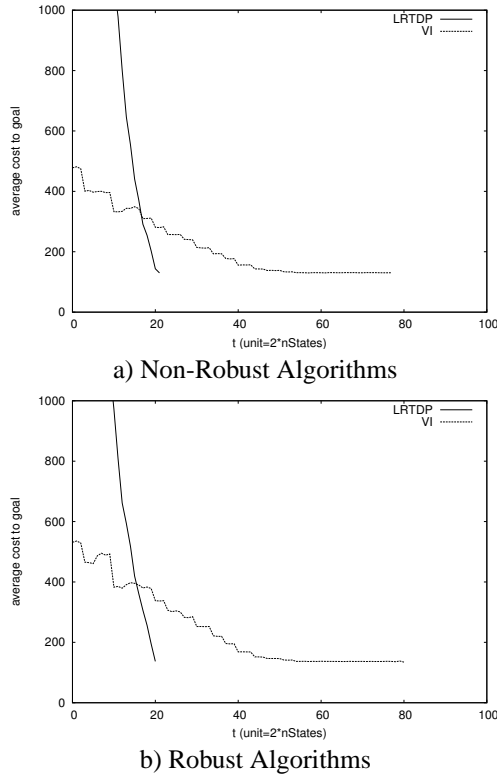 1000
800
600
400
200
0
0 20 40 60 80 100
average cost to goal
t (unit=2*nStates)
LRTDP
VI
a) Non-Robust Algorithms
1000
800
600
400
200
0
0 20 40 60 80 100
average cost to goal
t (unit=2*nStates)
LRTDP
VI
b) Robust Algorithms